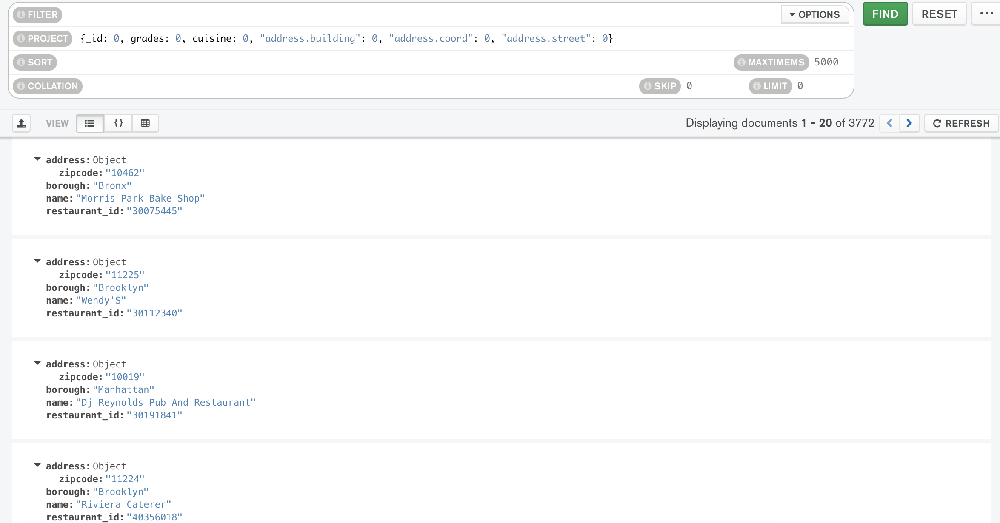 FILTER
OPTIONS
FIND
RESET
PROJECT {_id: 0, grades: 0, cuisine: 0, "address.building": 0, "address.coord": 0, "address.street": 0}
SORT
MAXTIMEMS 5000
COLLATION
SKIP 0
LIMIT 0
VIEW
{}
Displaying documents 1 - 20 of 3772
REFRESH
address: Object
zipcode: "10462"
borough: "Bronx"
name: "Morris Park Bake Shop"
restaurant_id: "30075445"
address: Object
zipcode: "11225"
borough: "Brooklyn"
name: "Wendy'S"
restaurant_id: "30112340"
address: Object
zipcode: "10019"
borough: "Manhattan"
name: "Dj Reynolds Pub And Restaurant"
restaurant_id: "30191841"
address: Object
zipcode: "11224"
borough: "Brooklyn"
name: "Riviera Caterer"
restaurant_id: "40356018"